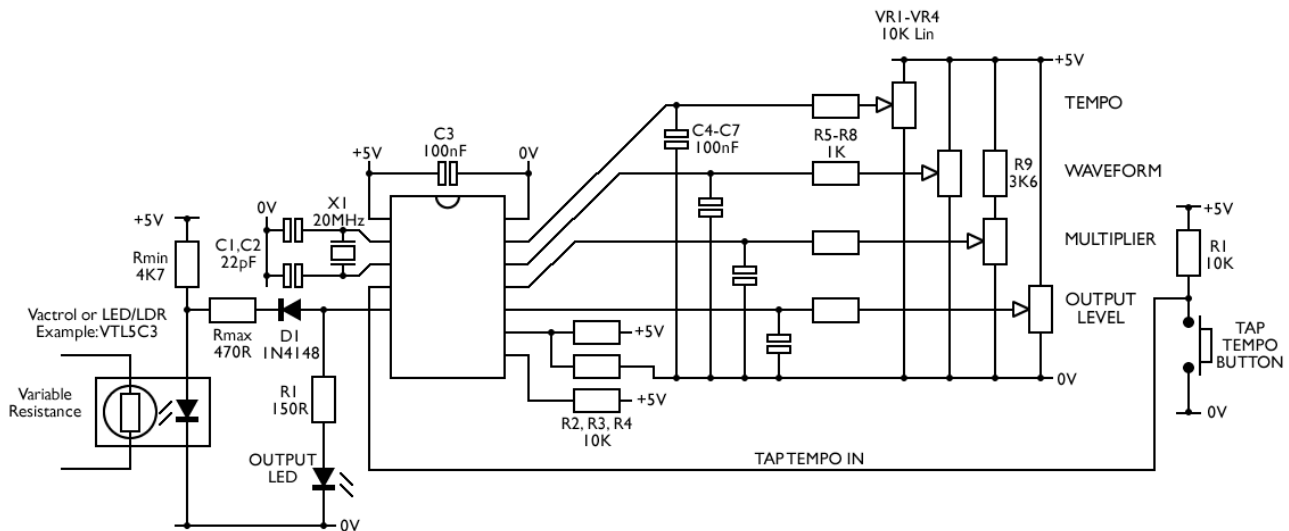 VR1-VR4
10K Lin
+5V
TEMPO
C3
100nF
C4-C7
100nF
R5-R8
1K
+5V
0V
R9
3K6
WAVEFORM
X1
20MHz
0V
+5V
C1,C2
22pF
Rmin
4K7
MULTIPLIER
+5V
R1
10K
Vactrol or LED/LDR
Example:VTL5C3
Rmax
470R
D1
1N4148
OUTPUT
LEVEL
+5V
TAP
TEMPO
BUTTON
Variable
Resistance
R1
150R
0V
+5V
R2, R3, R4
10K
0V
OUTPUT
LED
TAP TEMPO IN
0V